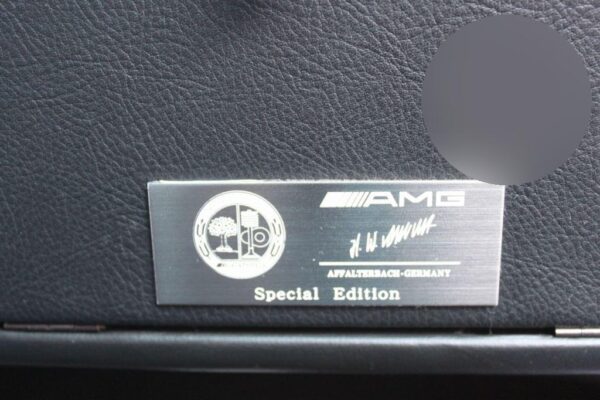 AMG
AFFALTERBACH-GERMANY
Special Edition